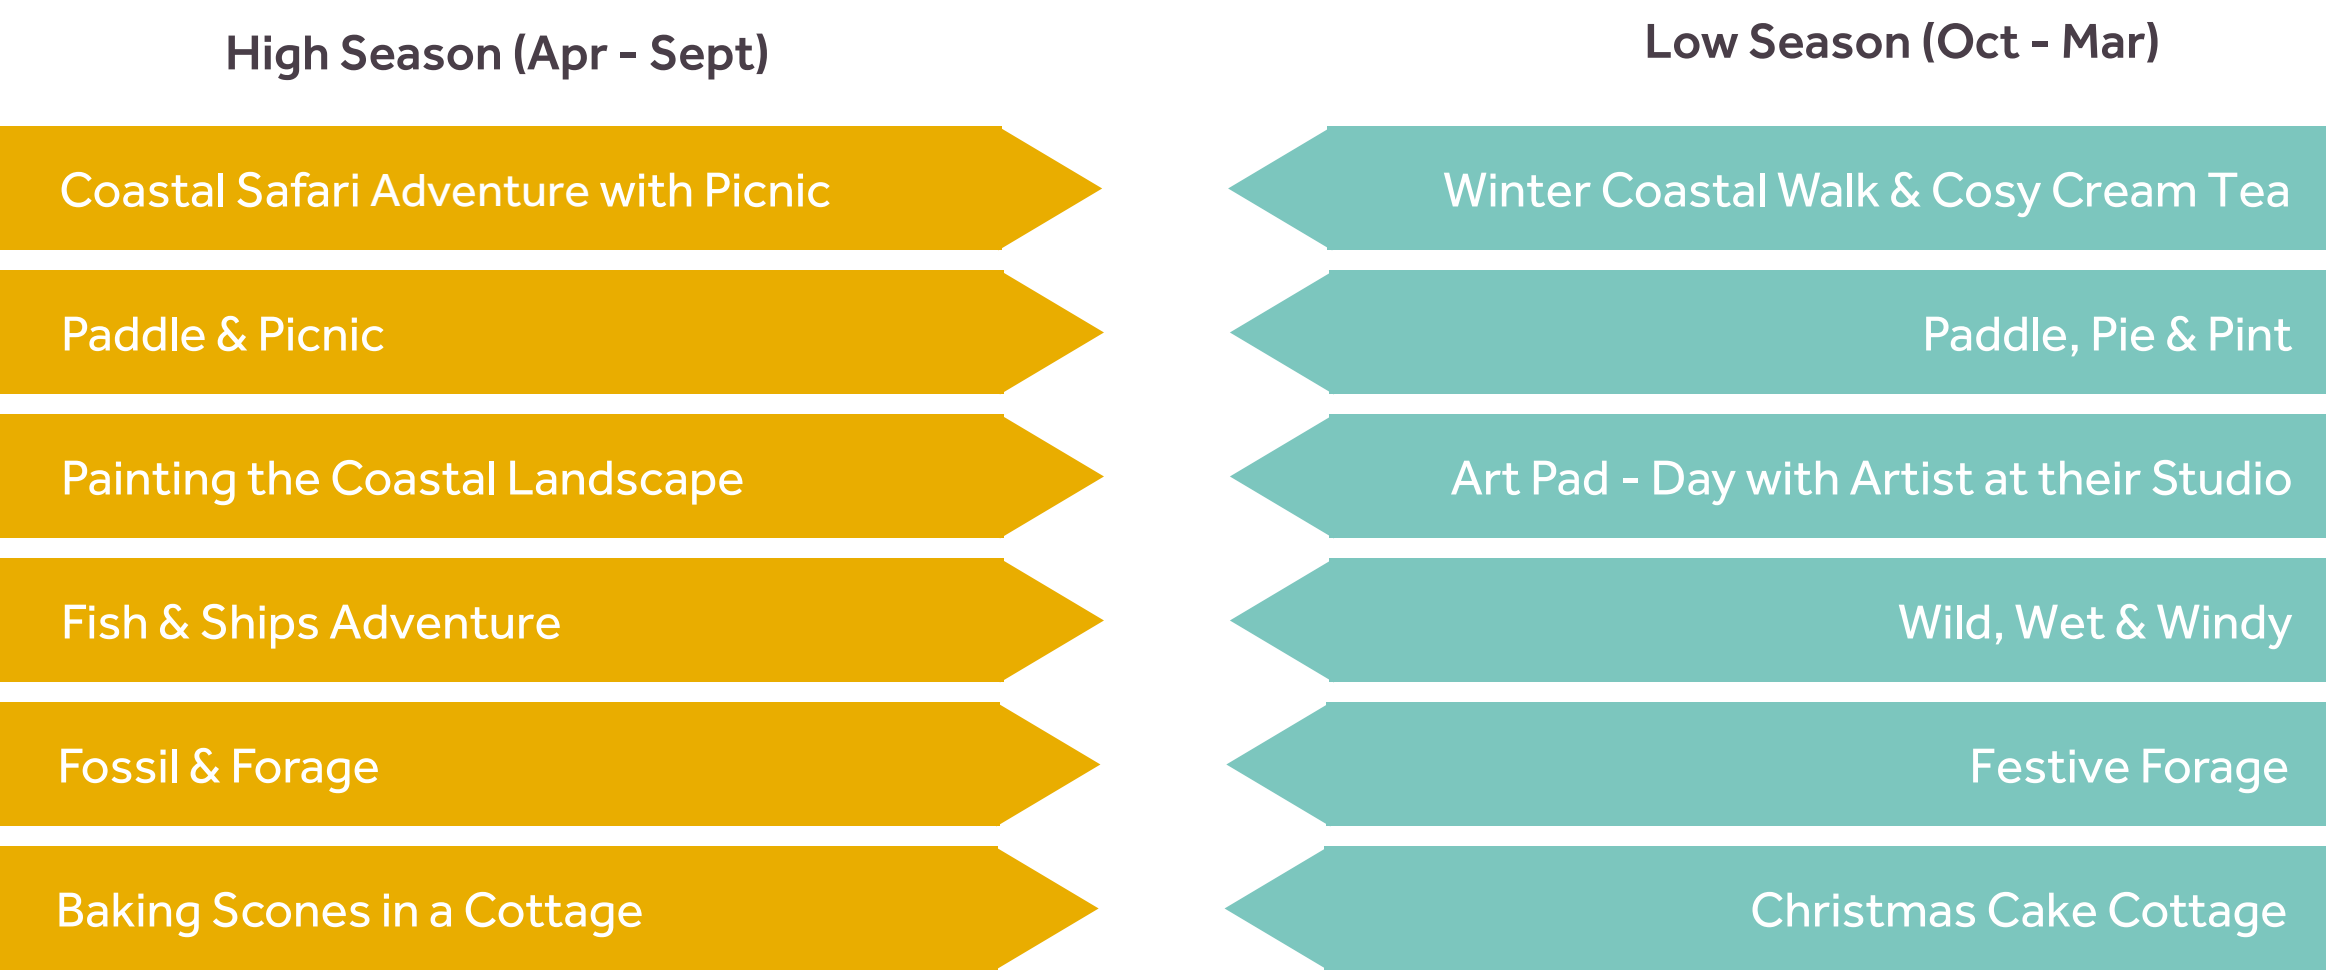 High Season (Apr - Sept)
Low Season (Oct - Mar)
Coastal Safari Adventure with Picnic
Winter Coastal Walk & Cosy Cream Tea
Paddle & Picnic
Paddle, Pie & Pint
Painting the Coastal Landscape
Art Pad - Day with Artist at their Studio
Fish & Ships Adventure
Wild, Wet & Windy
Fossil & Forage
Festive Forage
Baking Scones in a Cottage
Christmas Cake Cottage